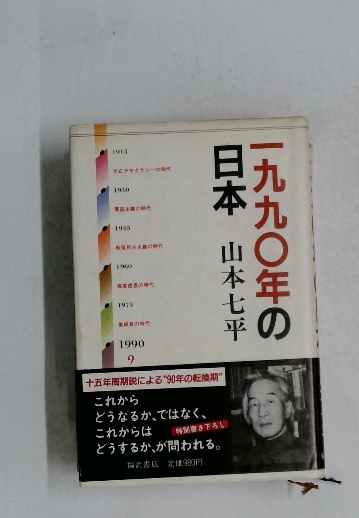 一九九〇年の
日本
山本七平
1915
大正デモクラシーの時代
1930
軍国主義の時代
1945
戦後民主主義の時代
1960
高度成長の時代
1975
低成長の時代
1990
?
十五年周期説による"90年の転換期"
これから
どうなるか、ではなく、
これからは
どうするか、が問われる。
特別書き下ろし
福武書店 定価980円